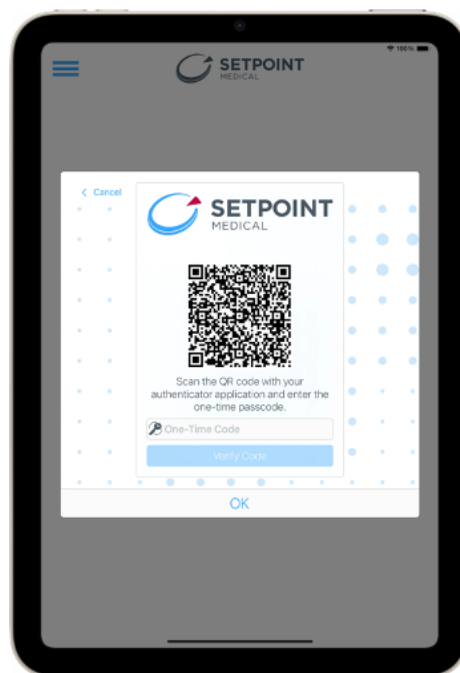 100%
SETPOINT
MEDICAL
Cancel
SETPOINT
MEDICAL
Scan the QR code with your
authenticator application and enter the
one-time passcode.
One-Time Code
Verify Code
OK